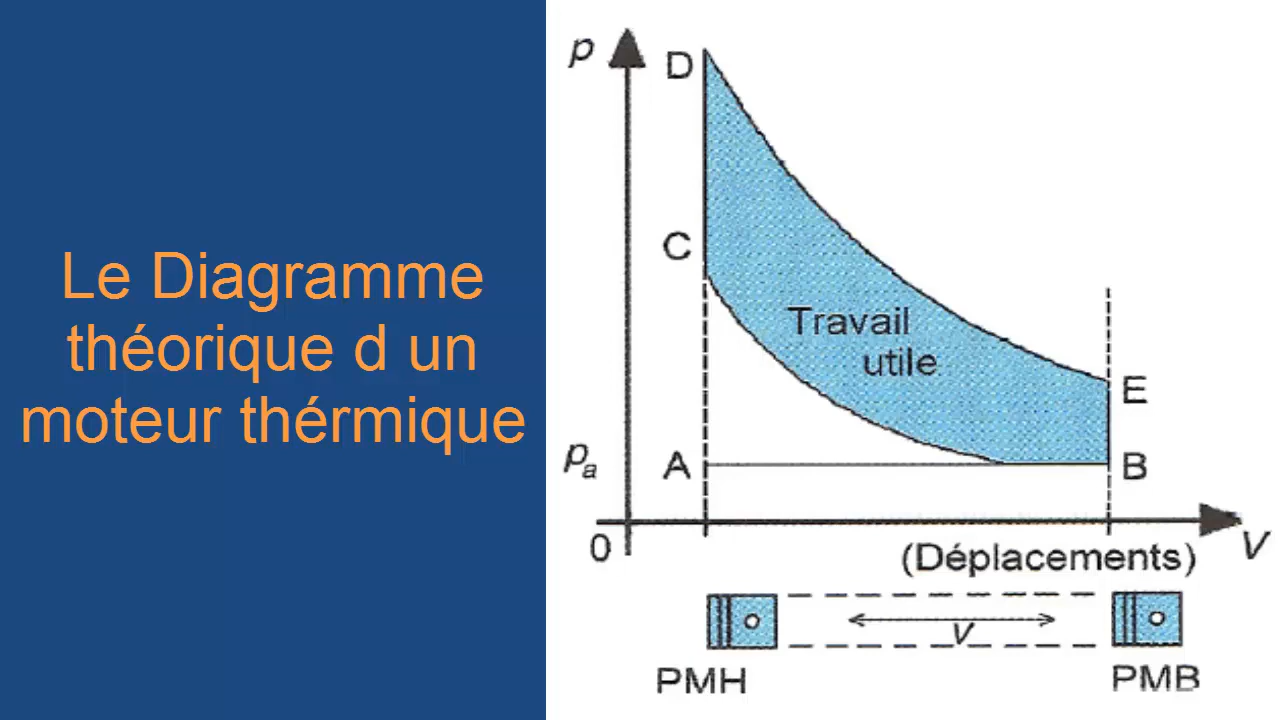 Le Diagramme
théorique d un
moteur thérmique
p
D
C
Travail
utile
E
pa
A
B
0
V
(Déplacements)
v
PMH
PMB